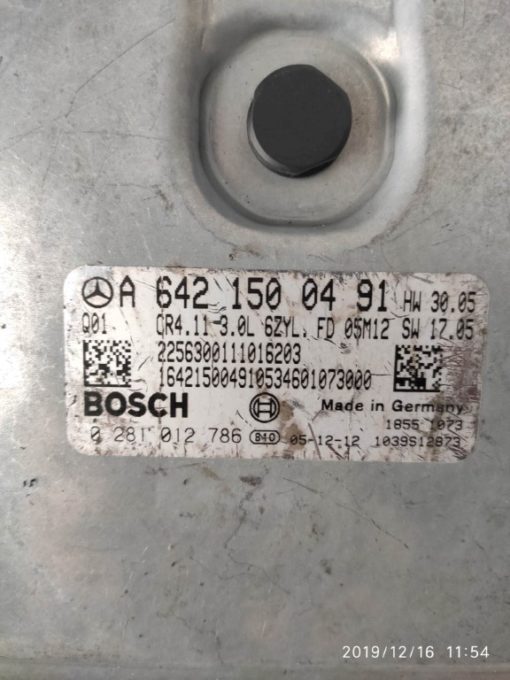 A 642 150 04 91 HW 30.05
Q01 CR4.11-3.0L 6ZYL. FD 05M12 SW 17.05
2256300111016203
164215004910534601073000
BOSCH Made in Germany
1855 1073
0 281 012 786 840 05-12-12 1039S12873
2019/12/16 11:54